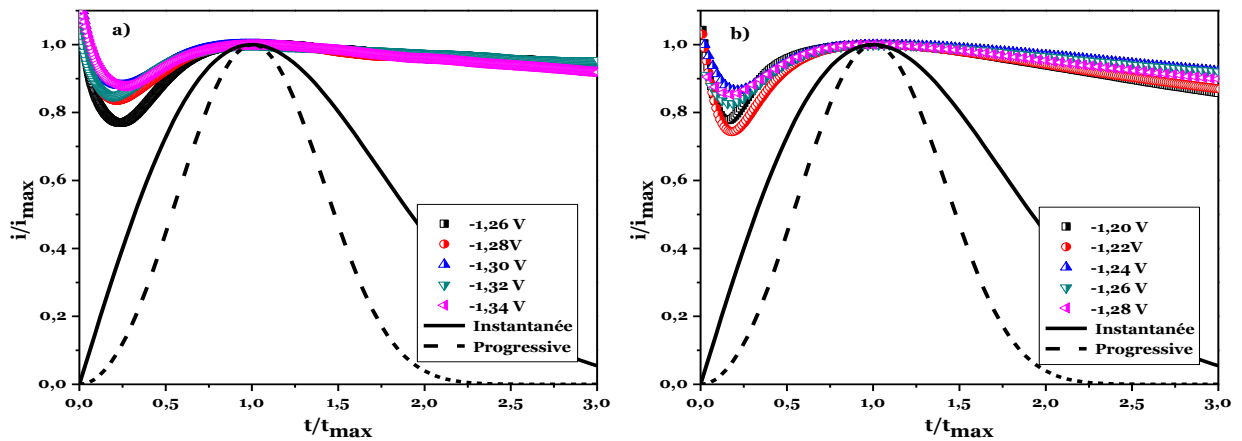 a)
1,0
0,8
0,6
0,4
0,2
0,0
i/i max
-1,26 V
-1,28V
-1,30 V
-1,32 V
-1,34 V
Instantanée
Progressive
0,0 0,5 1,0 1,5 2,0 2,5 3,0
t/t max
b)
1,0
0,8
0,6
0,4
0,2
0,0
i/i max
-1,20 V
-1,22V
-1,24 V
-1,26 V
-1,28 V
Instantanée
Progressive
0,0 0,5 1,0 1,5 2,0 2,5 3,0
t/t max